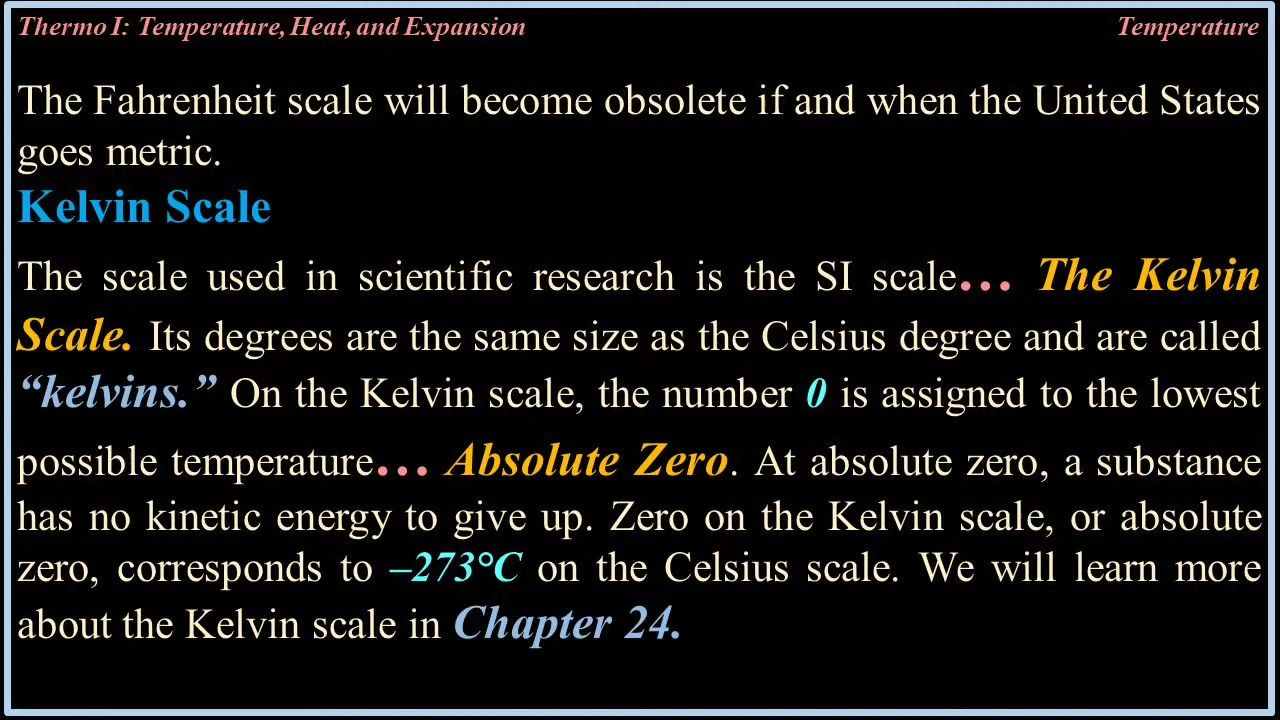 Thermo I: Temperature, Heat, and Expansion
Temperature
The Fahrenheit scale will become obsolete if and when the United States
goes metric.
Kelvin Scale
The scale used in scientific research is the SI scale… The Kelvin
Scale. Its degrees are the same size as the Celsius degree and are called
“kelvins.” On the Kelvin scale, the number 0 is assigned to the lowest
possible temperature… Absolute Zero. At absolute zero, a substance
has no kinetic energy to give up. Zero on the Kelvin scale, or absolute
zero, corresponds to –273°C on the Celsius scale. We will learn more
about the Kelvin scale in Chapter 24.